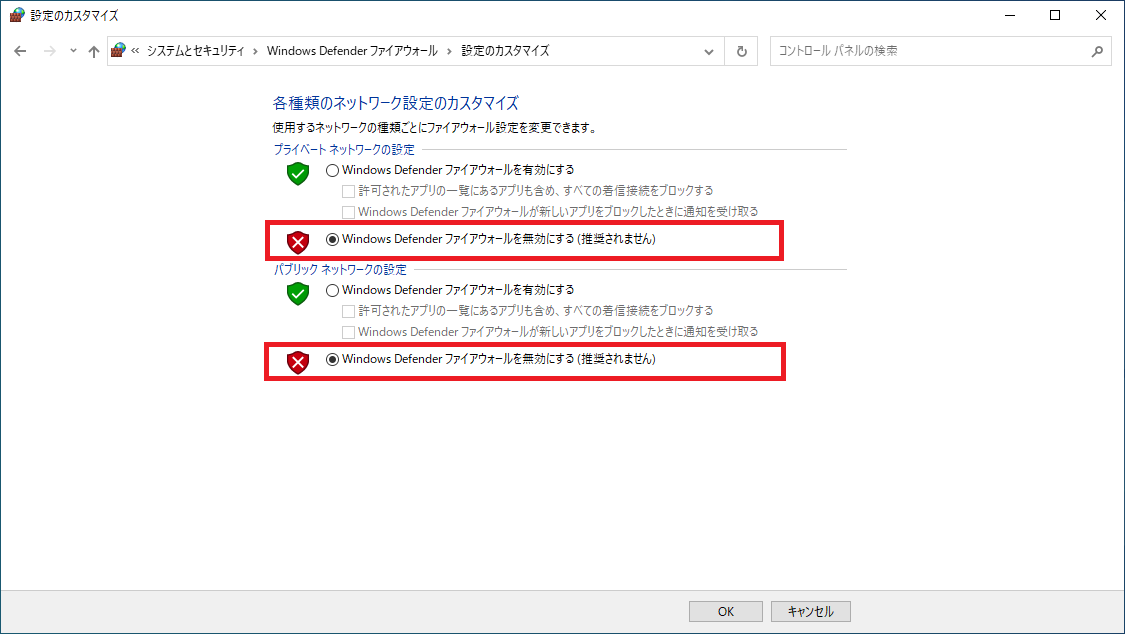 設定のカスタマイズ
« システムとセキュリティ › Windows Defender ファイアウォール › 設定のカスタマイズ
コントロール パネルの検索
各種類のネットワーク設定のカスタマイズ
使用するネットワークの種類ごとにファイアウォール設定を変更できます。
プライベート ネットワークの設定
Windows Defender ファイアウォールを有効にする
許可されたアプリの一覧にあるアプリも含め、すべての着信接続をブロックする
Windows Defender ファイアウォールが新しいアプリをブロックしたときに通知を受け取る
Windows Defender ファイアウォールを無効にする (推奨されません)
パブリック ネットワークの設定
Windows Defender ファイアウォールを有効にする
許可されたアプリの一覧にあるアプリも含め、すべての着信接続をブロックする
Windows Defender ファイアウォールが新しいアプリをブロックしたときに通知を受け取る
Windows Defender ファイアウォールを無効にする (推奨されません)
OK
キャンセル